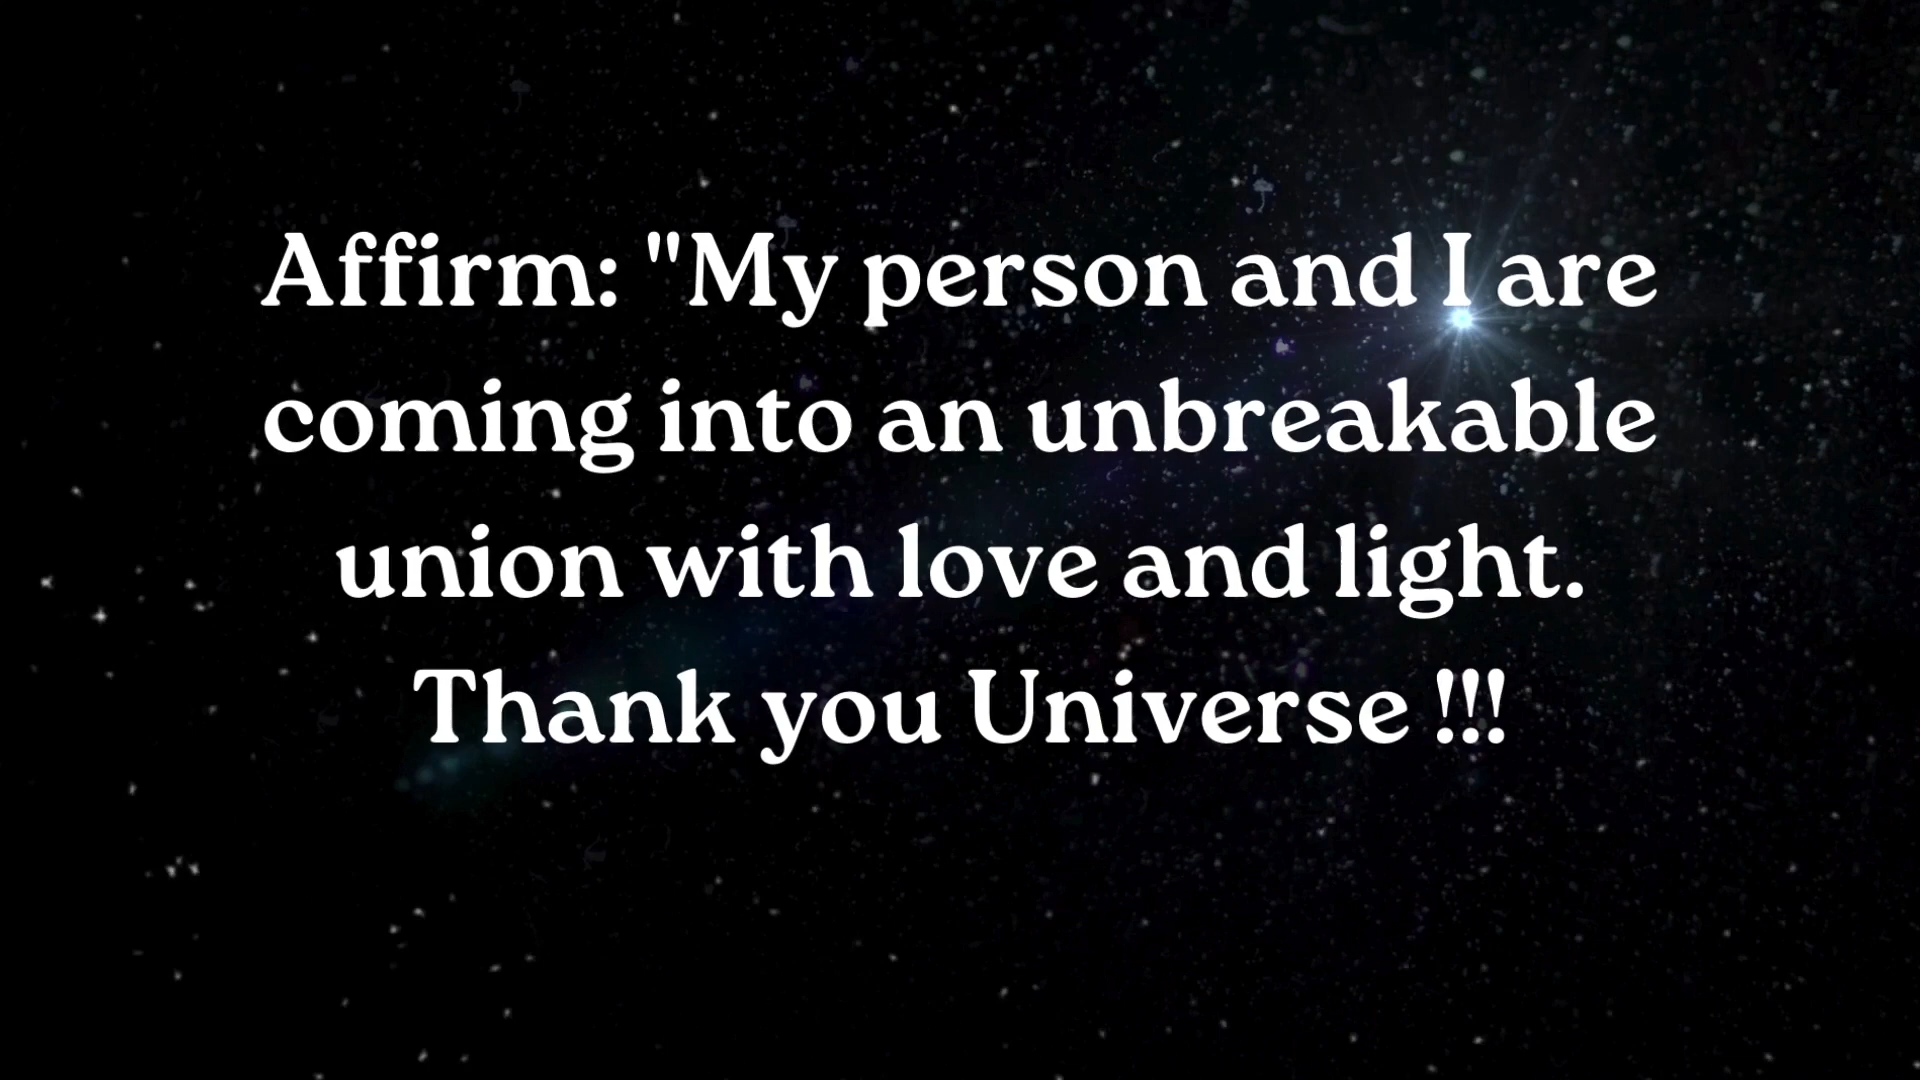 Affirm: "My person and I are
coming into an unbreakable
union with love and light.
Thank you Universe !!!